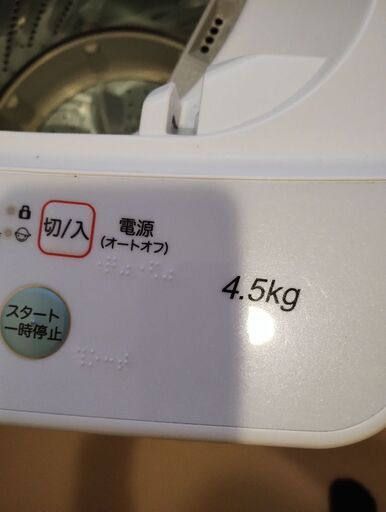 切/入
電源
(オートオフ)
4.5kg
スタート
一時停止